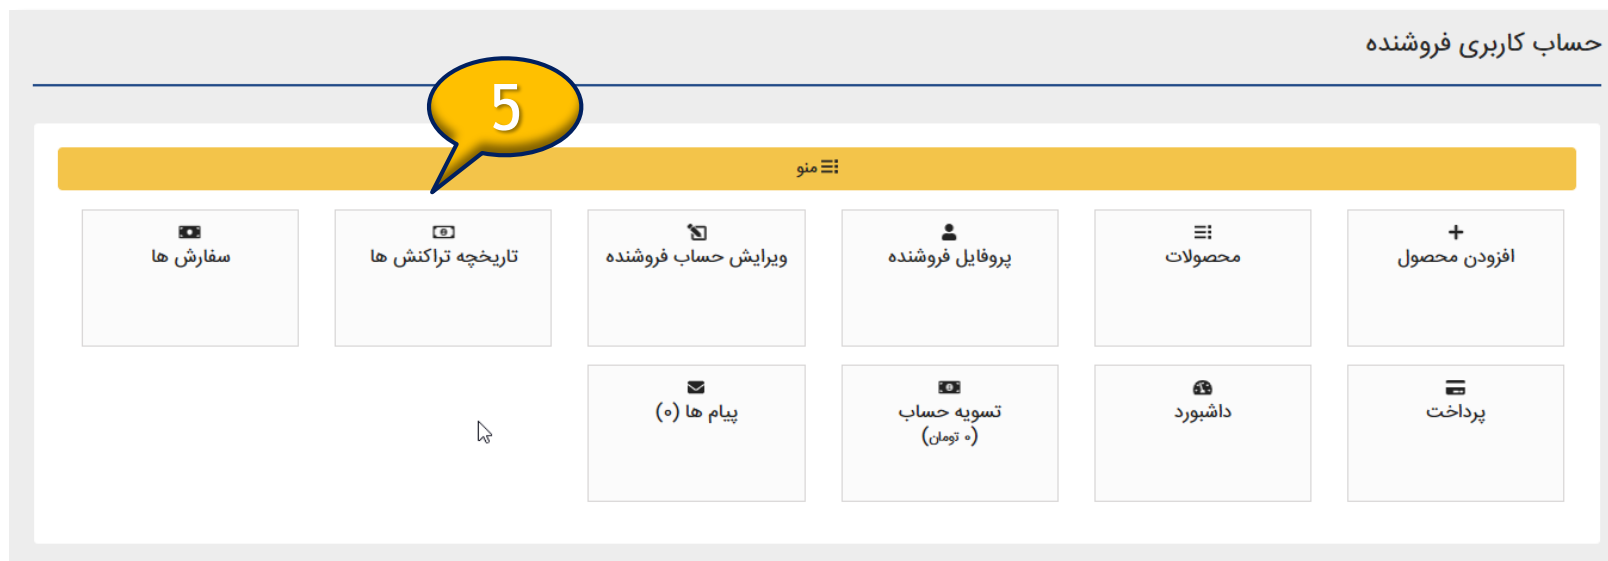 حساب کاربری فروشنده
5
منو
افزودن محصول
محصولات
پروفایل فروشنده
ویرایش حساب فروشنده
تاریخچه تراکنش ها
سفارش ها
پرداخت
داشبورد
تسویه حساب
(۰ تومان)
پیام ها (۰)